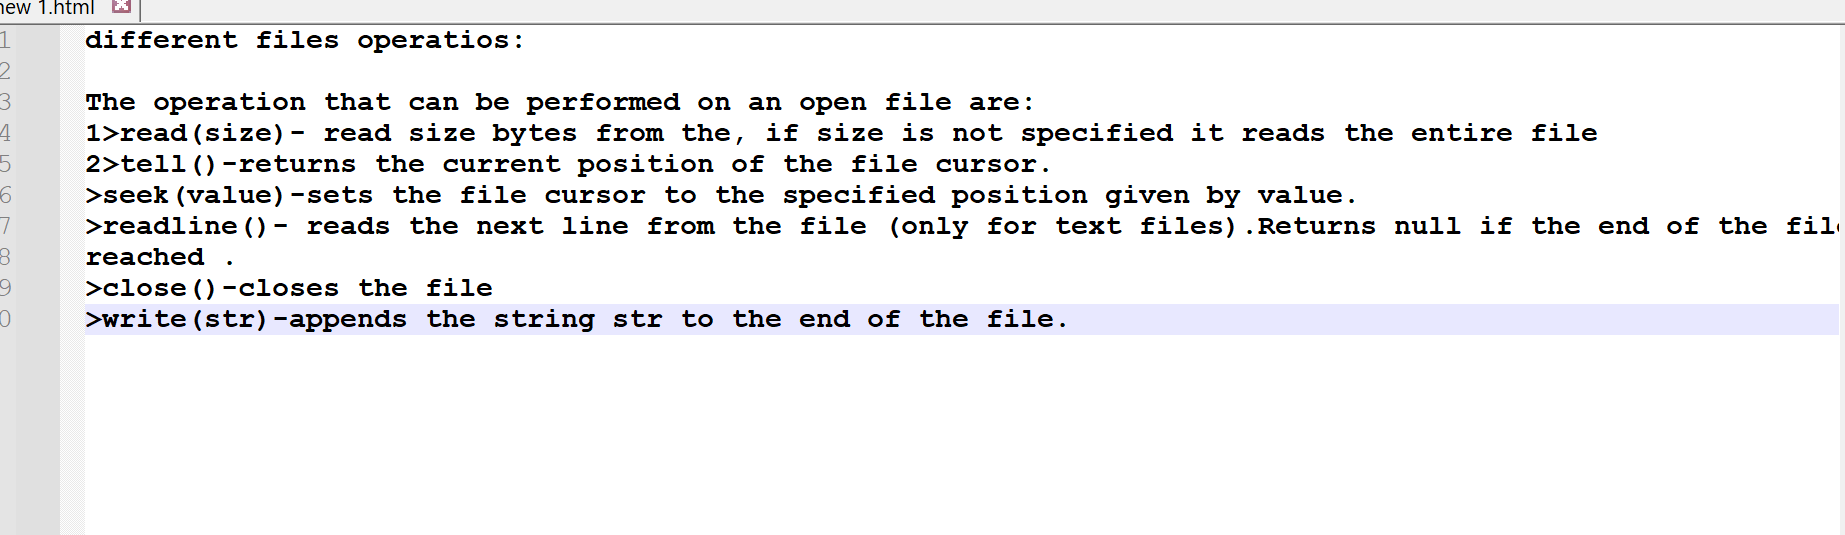 new 1.html
1 different files operatios:
2
3 The operation that can be performed on an open file are:
4 1>read(size)- read size bytes from the, if size is not specified it reads the entire file
5 2>tell()-returns the current position of the file cursor.
6 >seek(value)-sets the file cursor to the specified position given by value.
7 >readline()- reads the next line from the file (only for text files).Returns null if the end of the
8 reached .
9 >close()-closes the file
0 >write(str)-appends the string str to the end of the file.